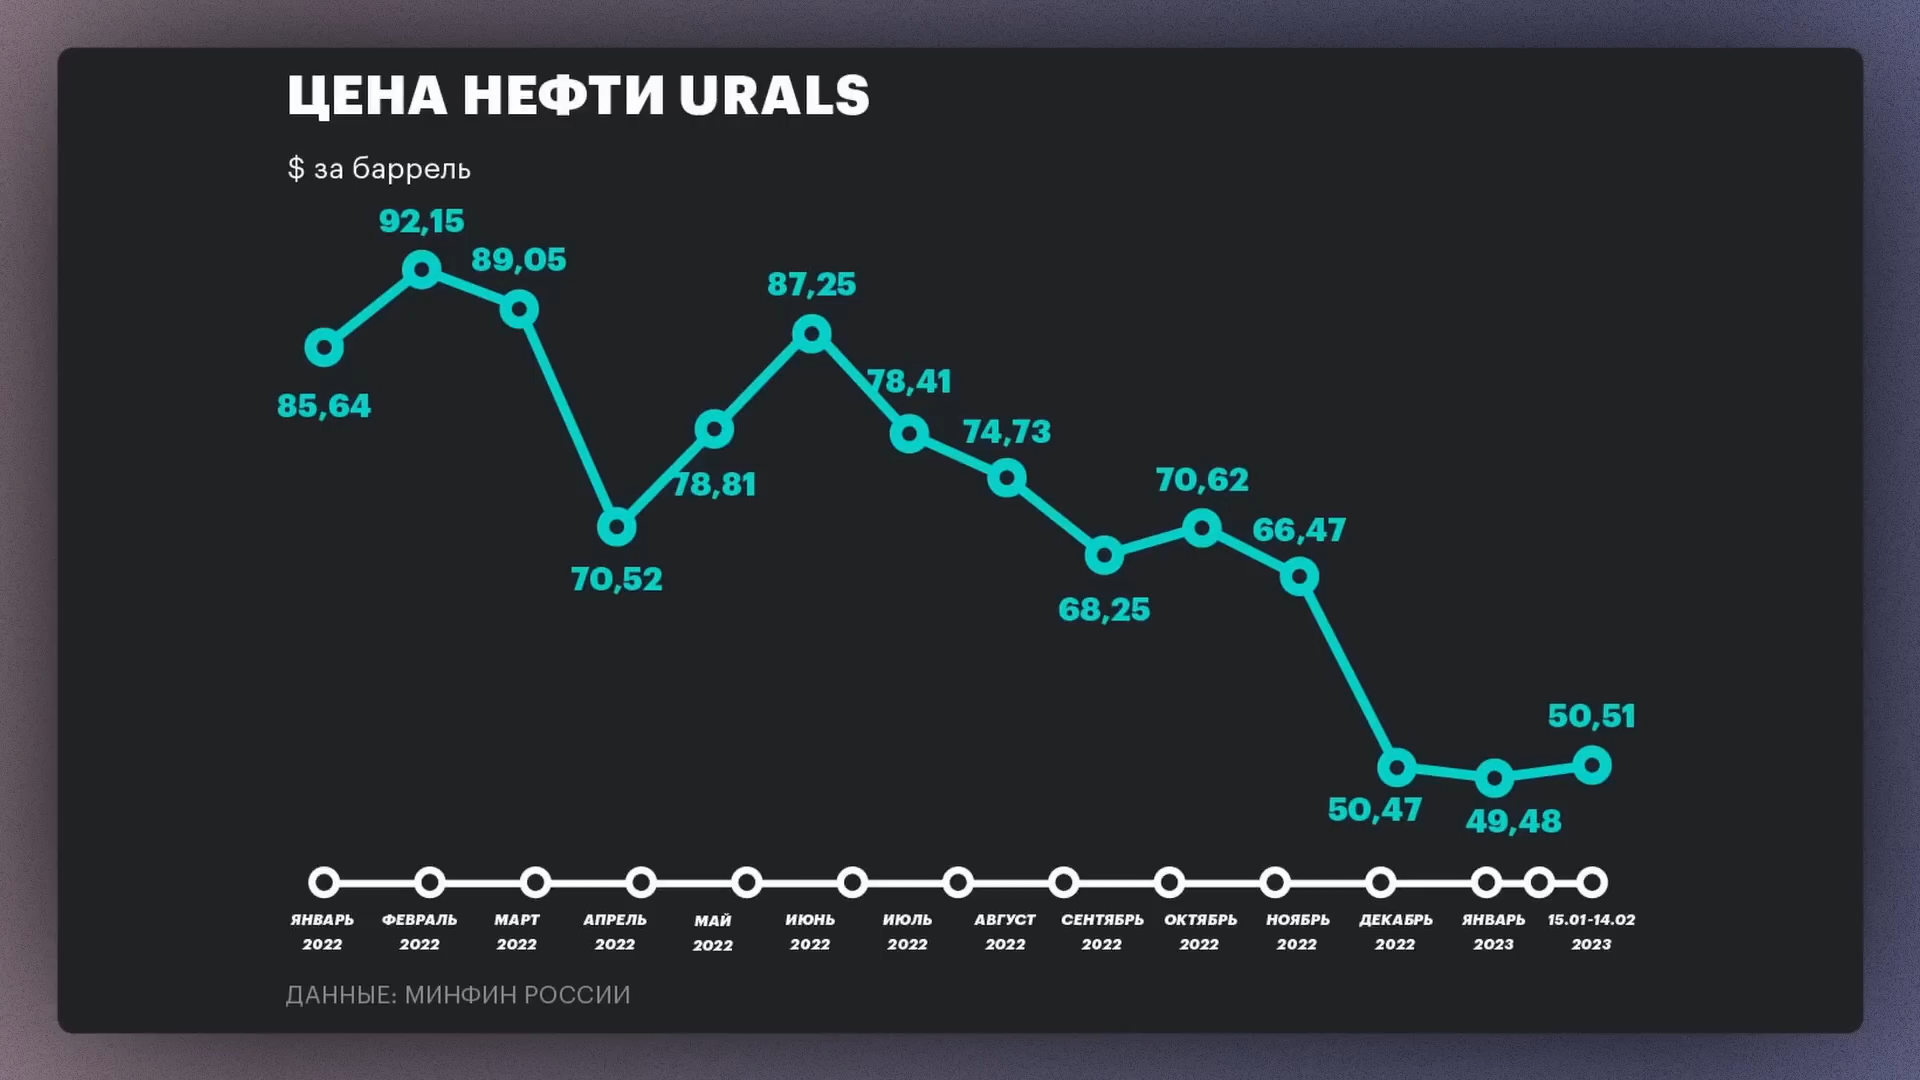 ЦЕНА НЕФТИ URALS
$ за баррель
92,15
89,05
87,25
78,41
85,64
74,73
70,62
78,81
66,47
70,52
68,25
50,51
50,47
49,48
ЯНВАРЬ 2022
ФЕВРАЛЬ 2022
МАРТ 2022
АПРЕЛЬ 2022
МАЙ 2022
ИЮНЬ 2022
ИЮЛЬ 2022
АВГУСТ 2022
СЕНТЯБРЬ 2022
ОКТЯБРЬ 2022
НОЯБРЬ 2022
ДЕКАБРЬ 2022
ЯНВАРЬ 2023
15.01-14.02 2023
ДАННЫЕ: МИНФИН РОССИИ